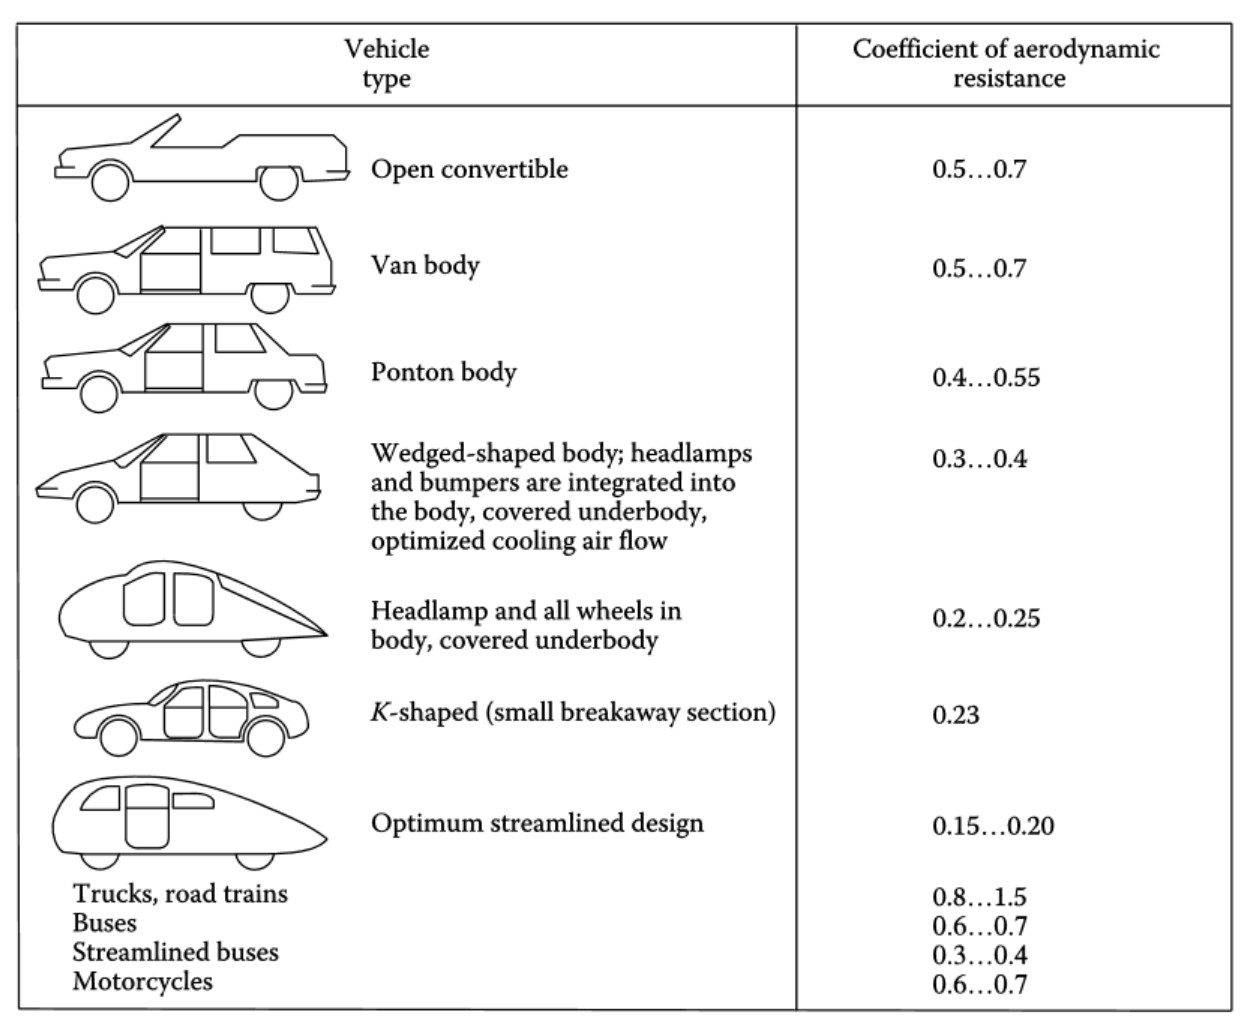 Vehicle
type
Coefficient of aerodynamic
resistance
Open convertible
0.5...0.7
Van body
0.5...0.7
Ponton body
0.4...0.55
Wedged-shaped body; headlamps
and bumpers are integrated into
the body, covered underbody,
optimized cooling air flow
0.3...0.4
Headlamp and all wheels in
body, covered underbody
0.2...0.25
K-shaped (small breakaway section)
0.23
Optimum streamlined design
0.15...0.20
Trucks, road trains
0.8...1.5
Buses
0.6...0.7
Streamlined buses
0.3...0.4
Motorcycles
0.6...0.7